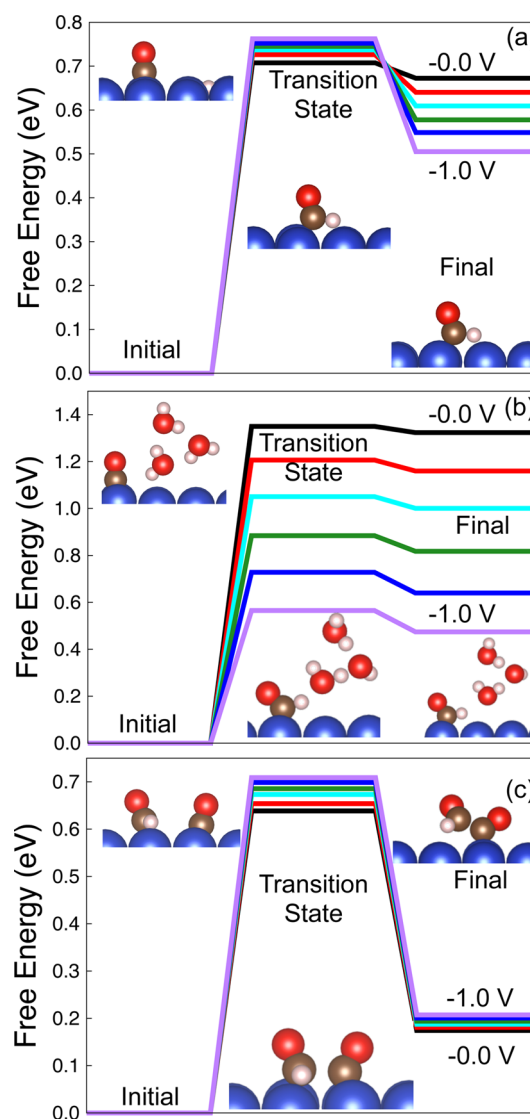 (a)
0.8
0.7
0.6
0.5
0.4
0.3
0.2
0.1
0.0
Free Energy (eV)
Initial
Transition
State
Final
-0.0 V
-1.0 V
(b)
1.4
1.2
1.0
0.8
0.6
0.4
0.2
0.0
Free Energy (eV)
Initial
Transition
State
Final
-0.0 V
-1.0 V
(c)
0.7
0.6
0.5
0.4
0.3
0.2
0.1
0.0
Free Energy (eV)
Initial
Transition
State
Final
-1.0 V
-0.0 V